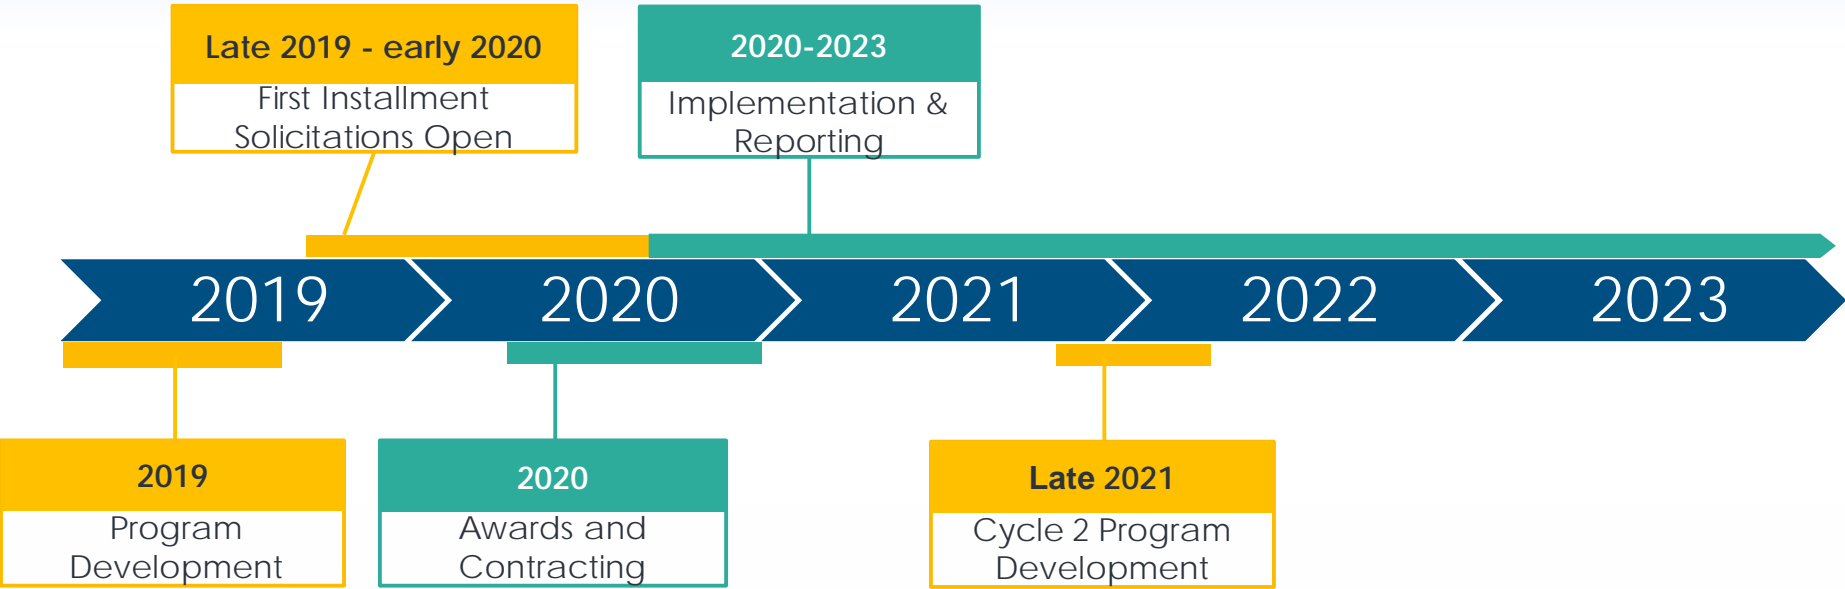 Late 2019 - early 2020
First Installment
Solicitations Open
2020-2023
Implementation &
Reporting
2019
2020
2021
2022
2023
2019
Program
Development
2020
Awards and
Contracting
Late 2021
Cycle 2 Program
Development